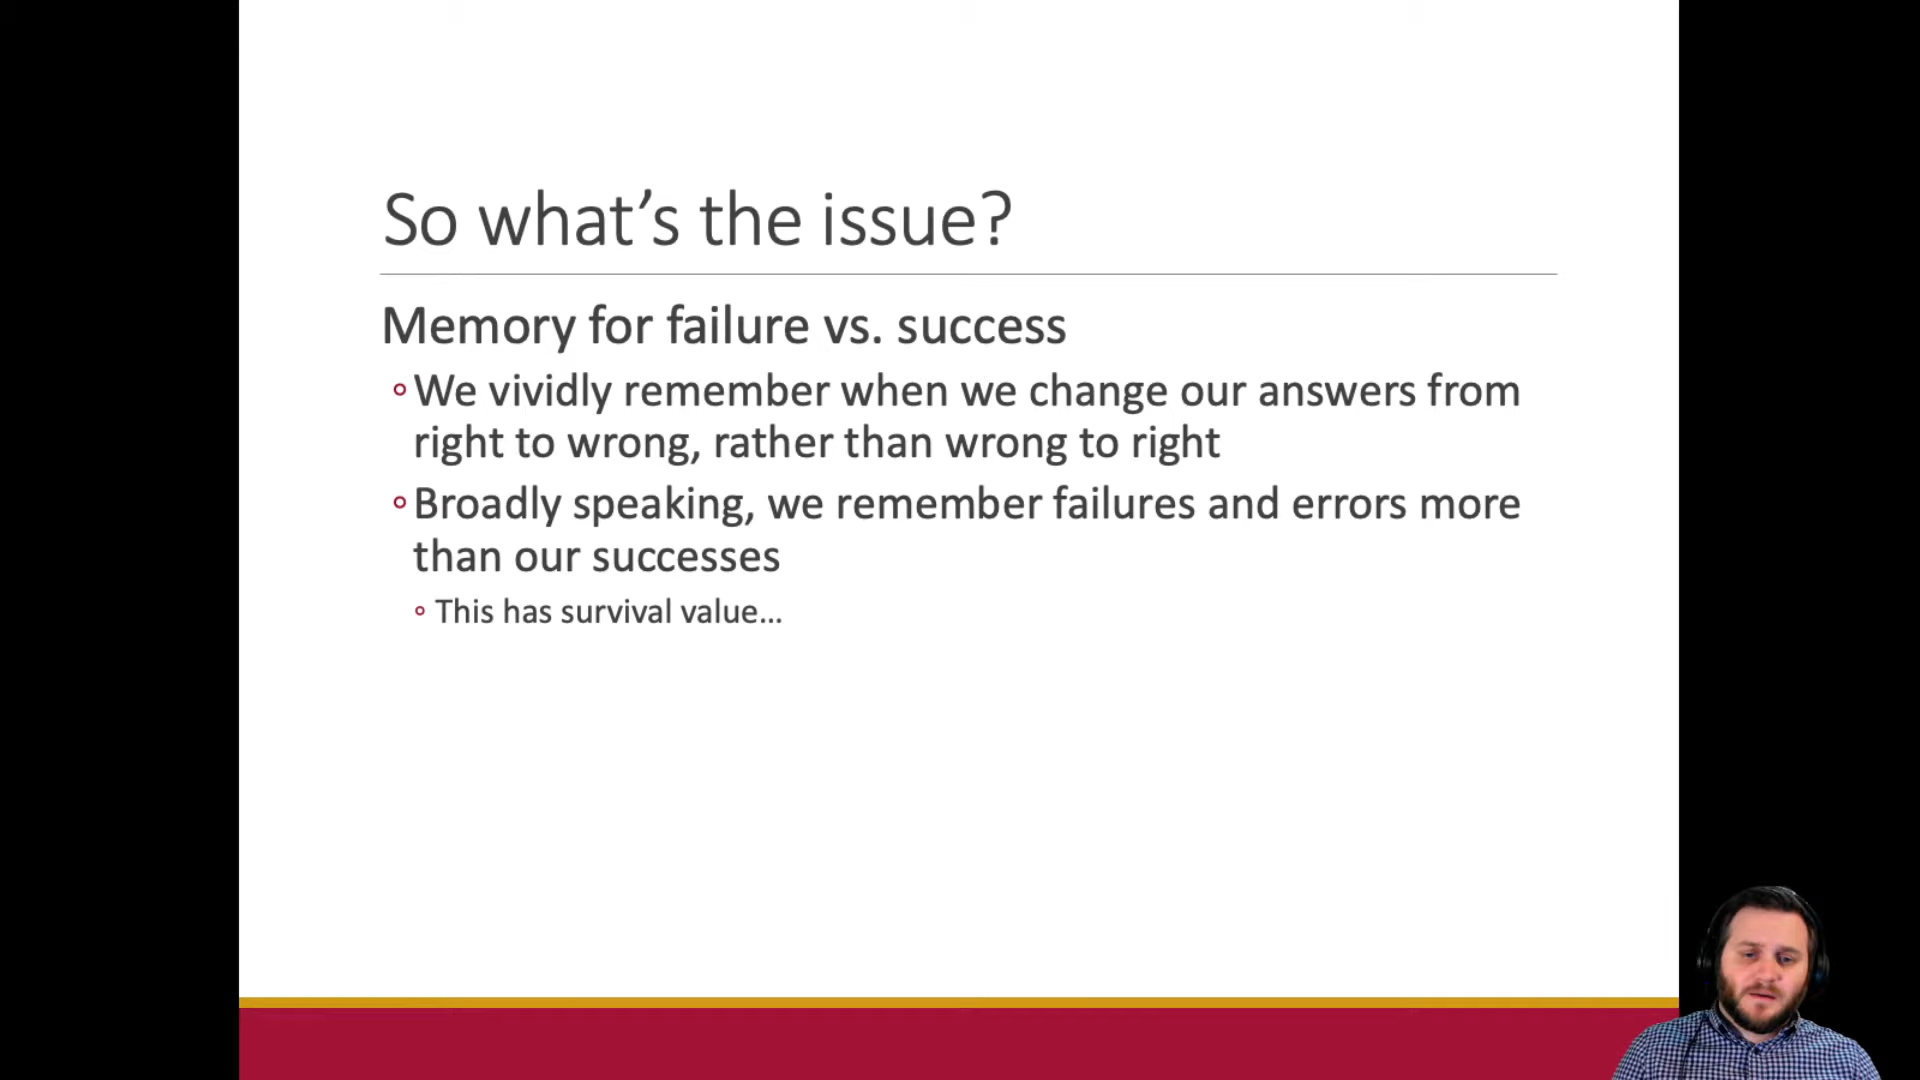 So what’s the issue?
Memory for failure vs. success
◦We vividly remember when we change our answers from
right to wrong, rather than wrong to right
◦Broadly speaking, we remember failures and errors more
than our successes
◦ This has survival value…